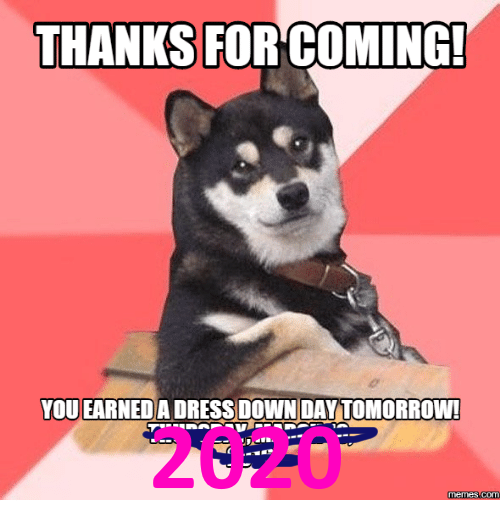 THANKS FOR COMING!
YOU EARNED A DRESS DOWN DAY TOMORROW!
2020
memes.com